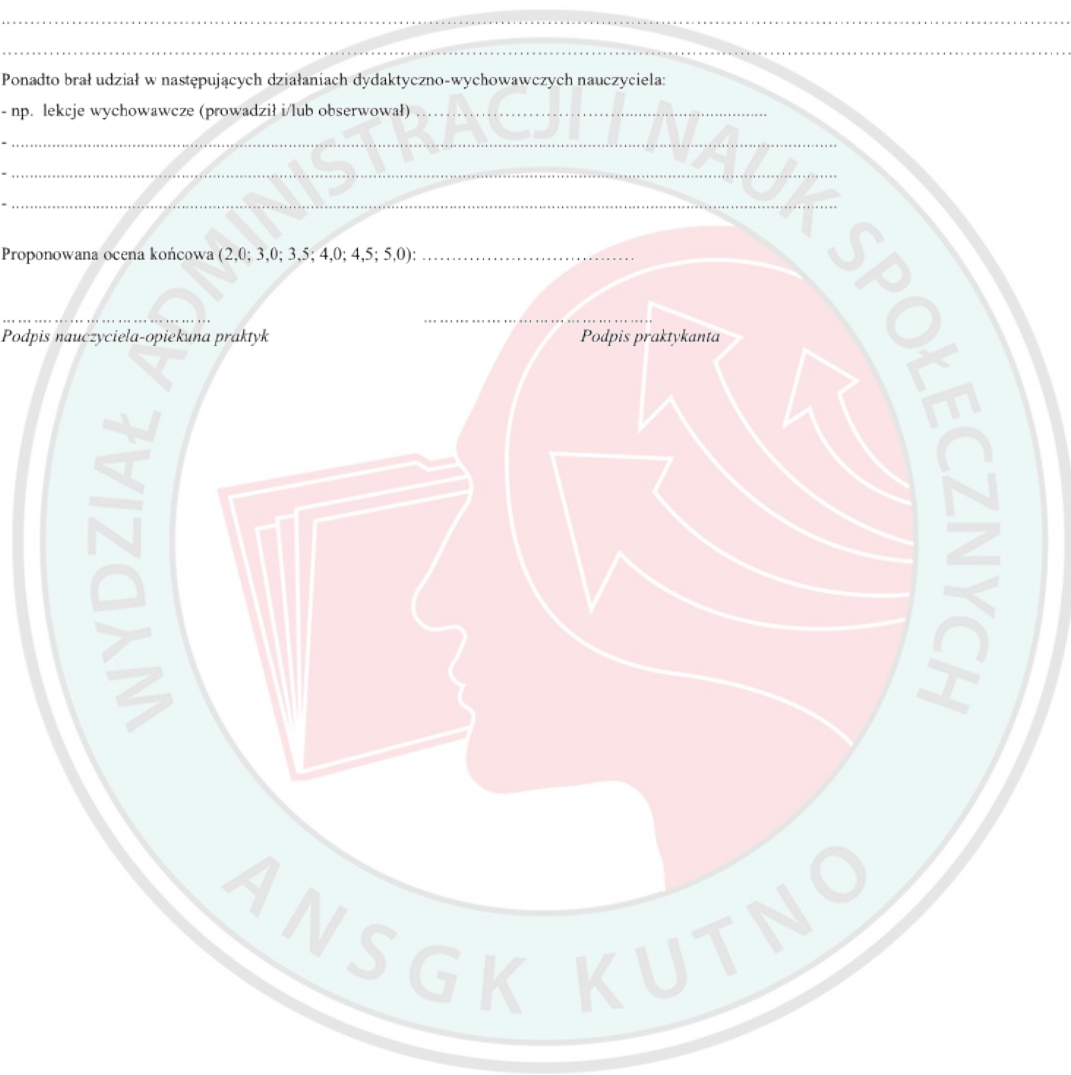 ........................................................................................................................
........................................................................................................................
Ponadto brał udział w następujących działaniach dydaktyczno-wychowawczych nauczyciela:
- np. lekcje wychowawcze (prowadził i/lub obserwował) ……………………………...............................
- ........................................................................................................................
- ........................................................................................................................
- ........................................................................................................................
Proponowana ocena końcowa (2,0; 3,0; 3,5; 4,0; 4,5; 5,0): ………………………………
……………………………… ………………………………
Podpis nauczyciela-opiekuna praktyk Podpis praktykanta
WYDZIAŁ ADMINISTRACJI I NAUK SPOŁECZNYCH
ANSGK KUTNO